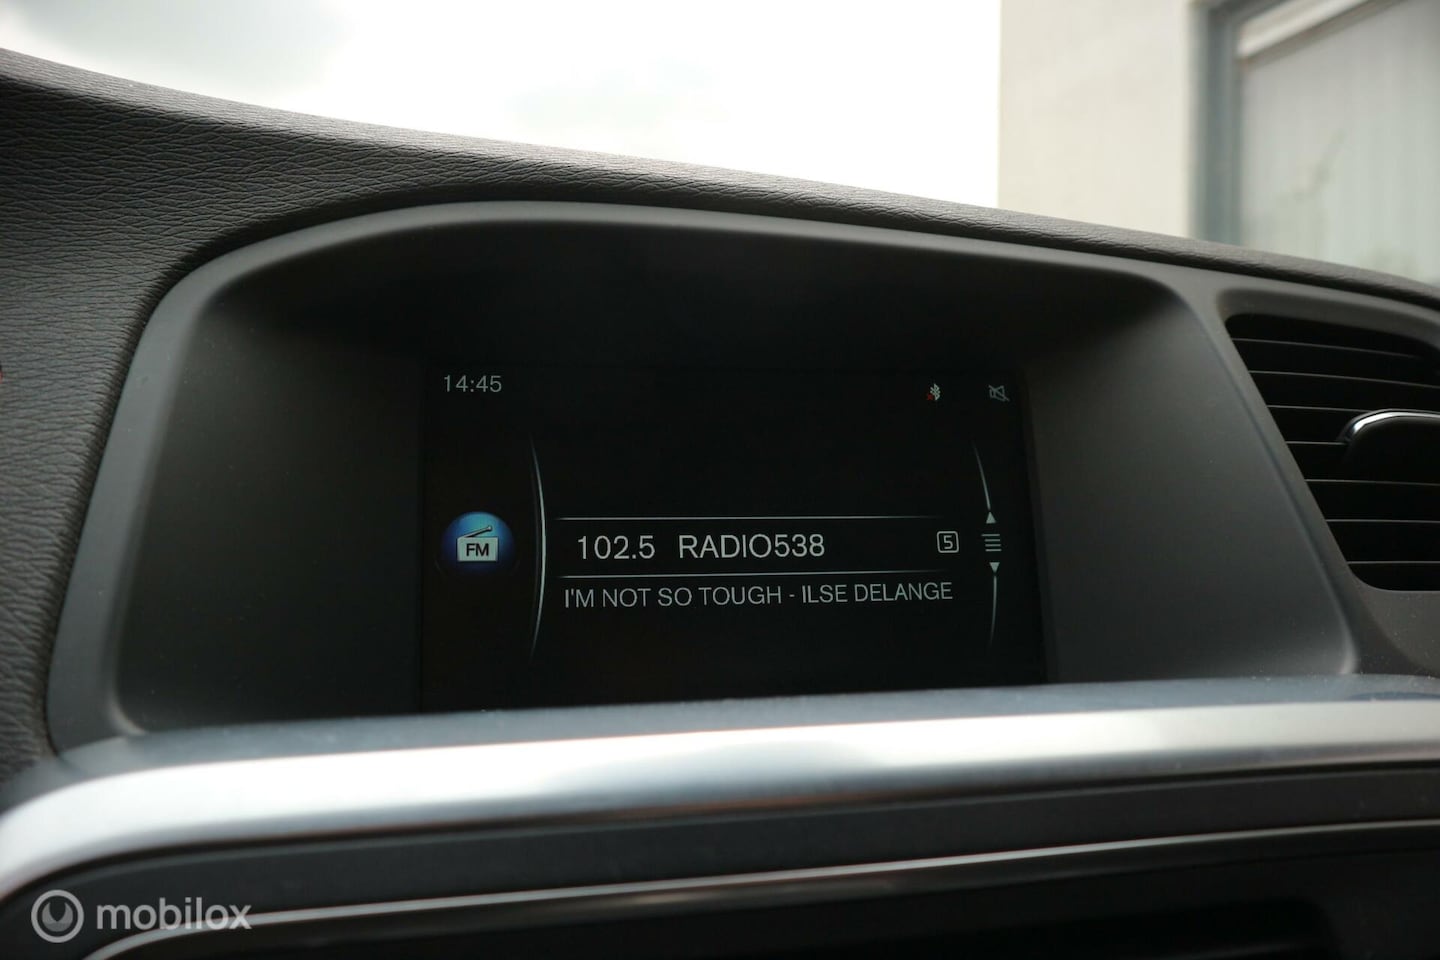 14:45
FM
102.5 RADIO538 5
I'M NOT SO TOUGH - ILSE DELANGE
mobilox